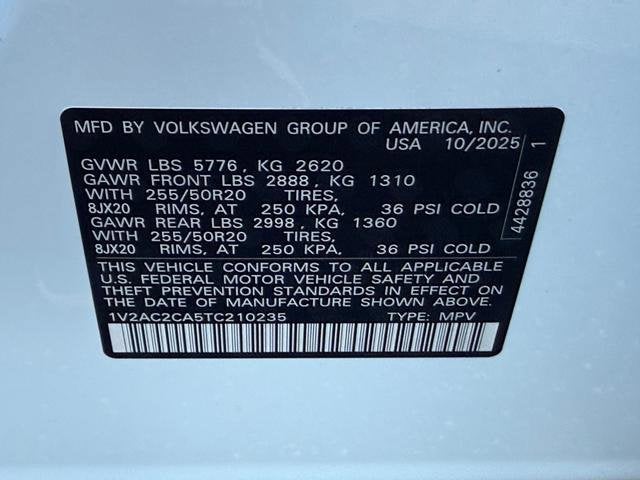 MFD BY VOLKSWAGEN GROUP OF AMERICA, INC.
USA 10/2025
GVWR LBS 5776, KG 2620
GAWR FRONT LBS 2888, KG 1310
WITH 255/50R20 TIRES,
8JX20 RIMS, AT 250 KPA, 36 PSI COLD
GAWR REAR LBS 2998, KG 1360
WITH 255/50R20 TIRES,
8JX20 RIMS, AT 250 KPA, 36 PSI COLD
THIS VEHICLE CONFORMS TO ALL APPLICABLE
U.S. FEDERAL MOTOR VEHICLE SAFETY AND
THEFT PREVENTION STANDARDS IN EFFECT ON
THE DATE OF MANUFACTURE SHOWN ABOVE.
1V2AC2CA5TC210235 TYPE: MPV
4428836 1